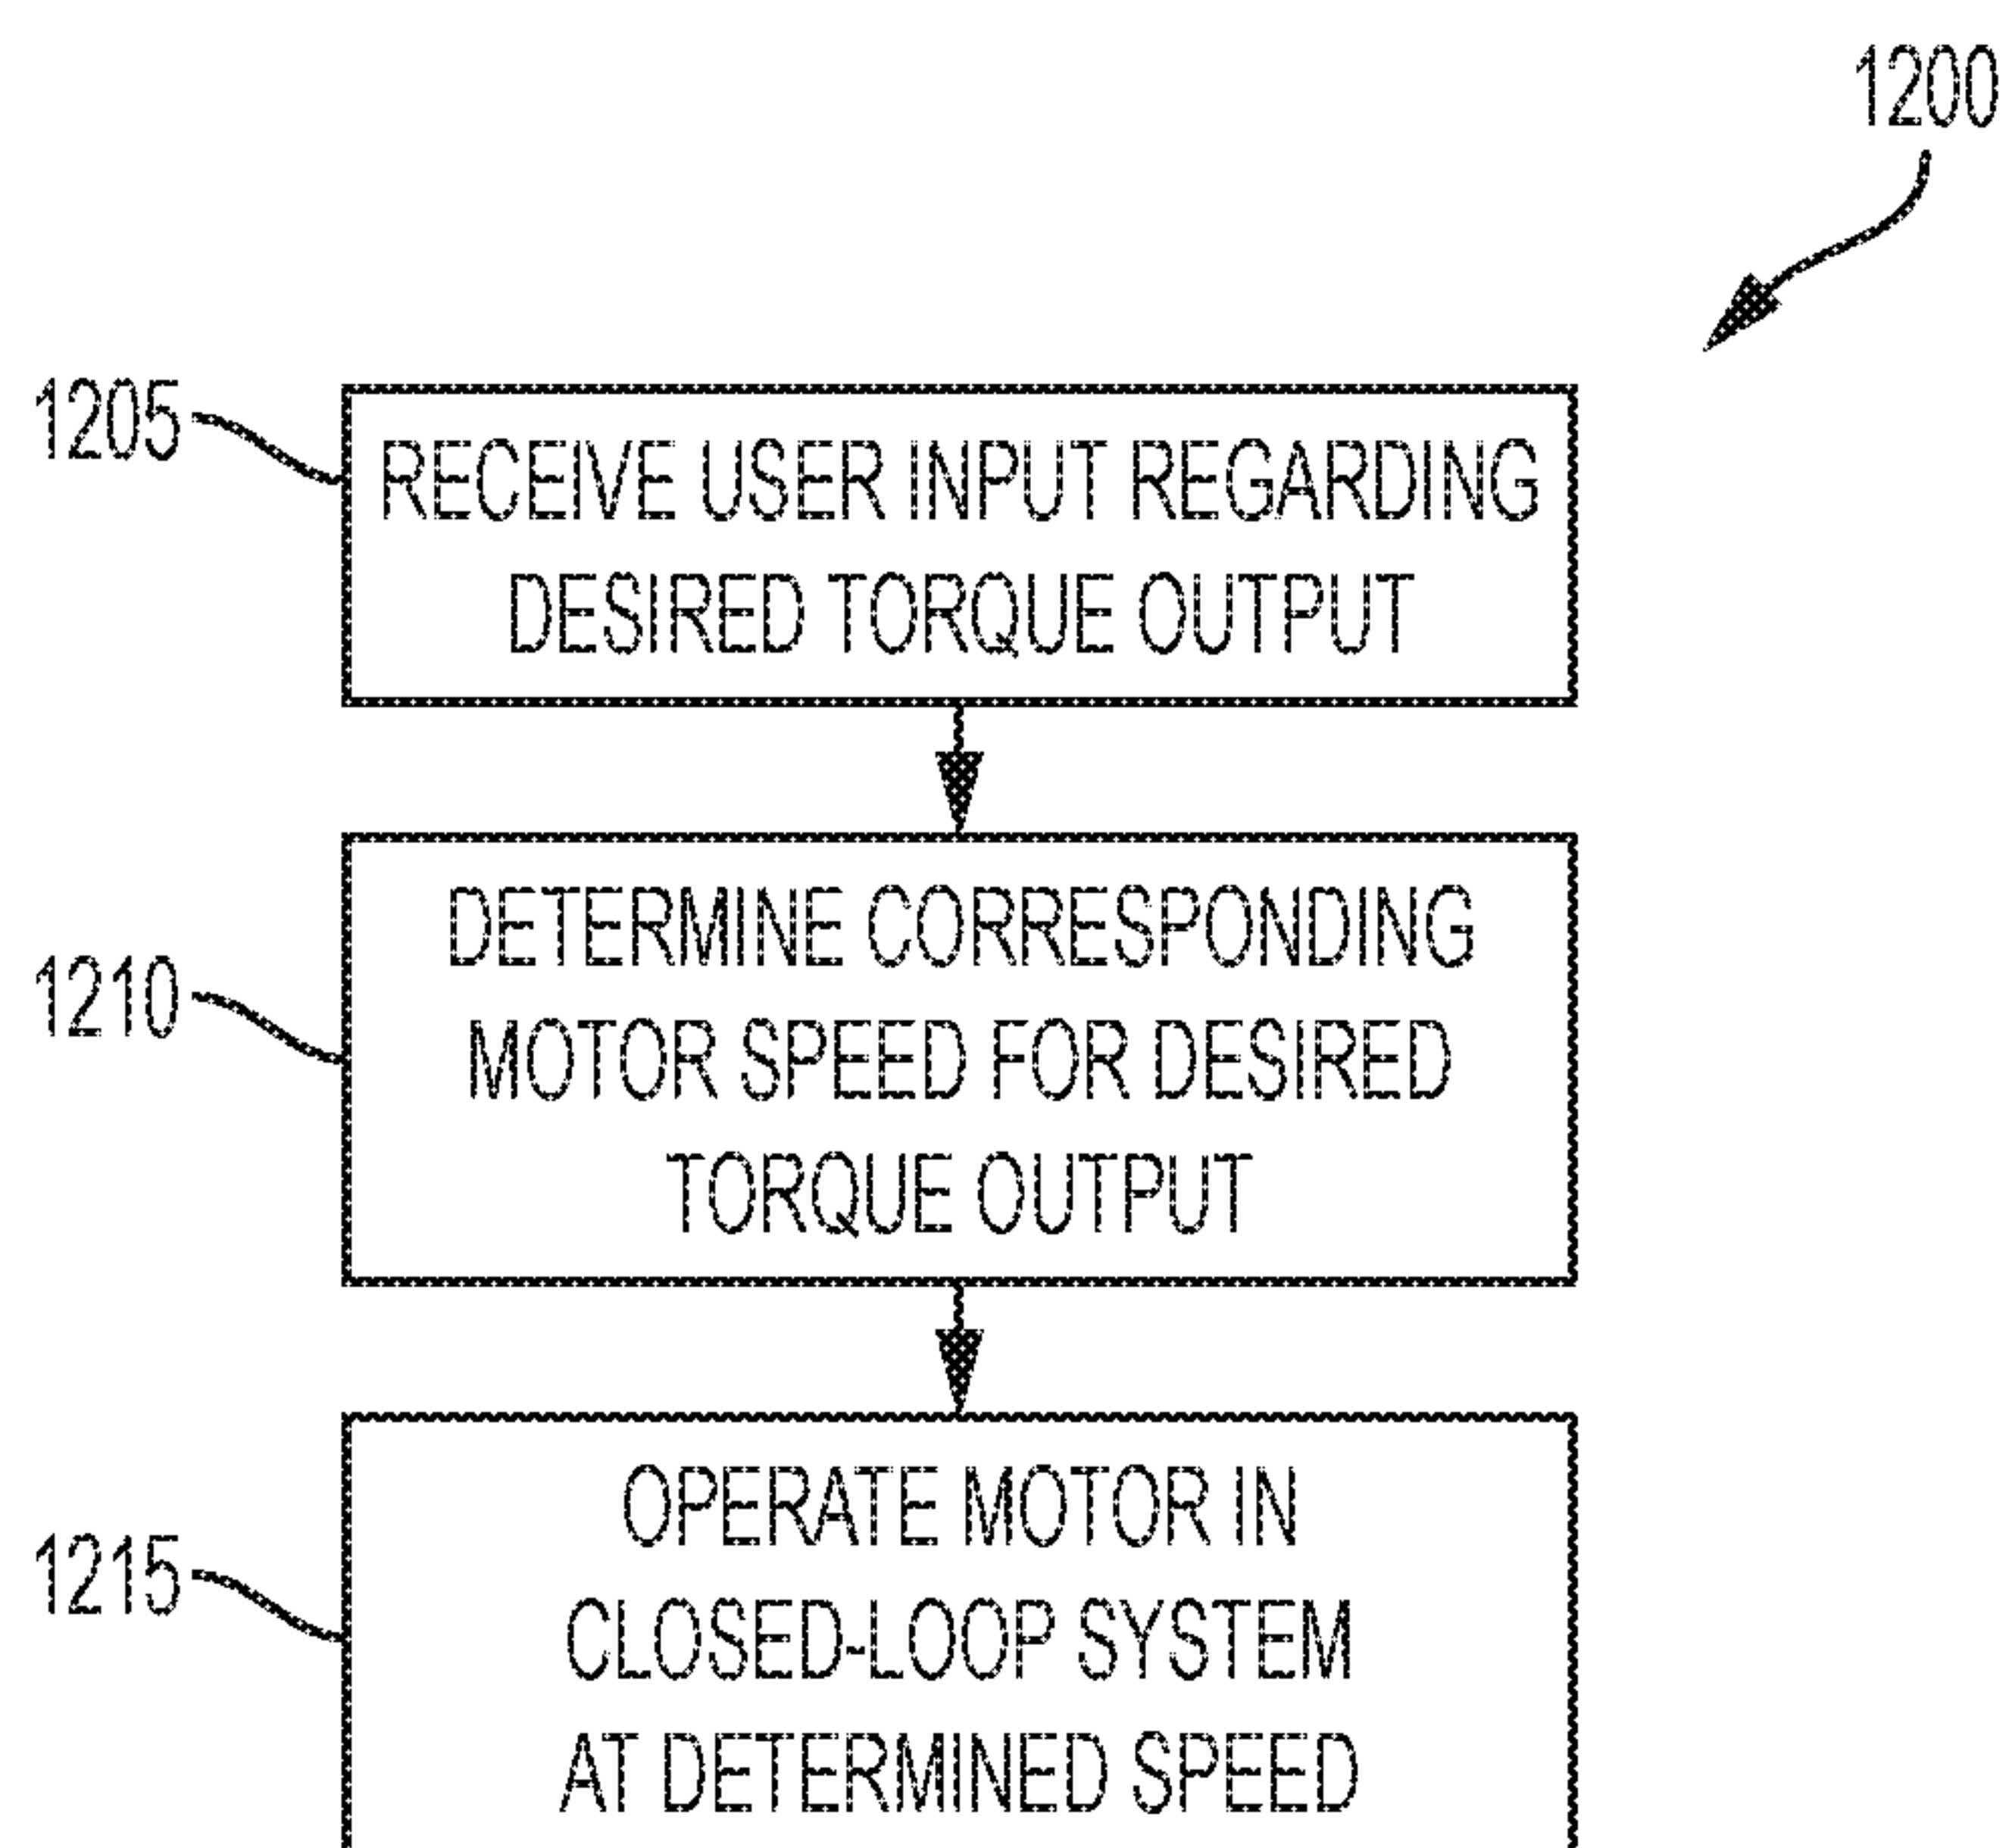 1200
1205
RECEIVE USER INPUT REGARDING
DESIRED TORQUE OUTPUT
1210
DETERMINE CORRESPONDING
MOTOR SPEED FOR DESIRED
TORQUE OUTPUT
1215
OPERATE MOTOR IN
CLOSED-LOOP SYSTEM
AT DETERMINED SPEED